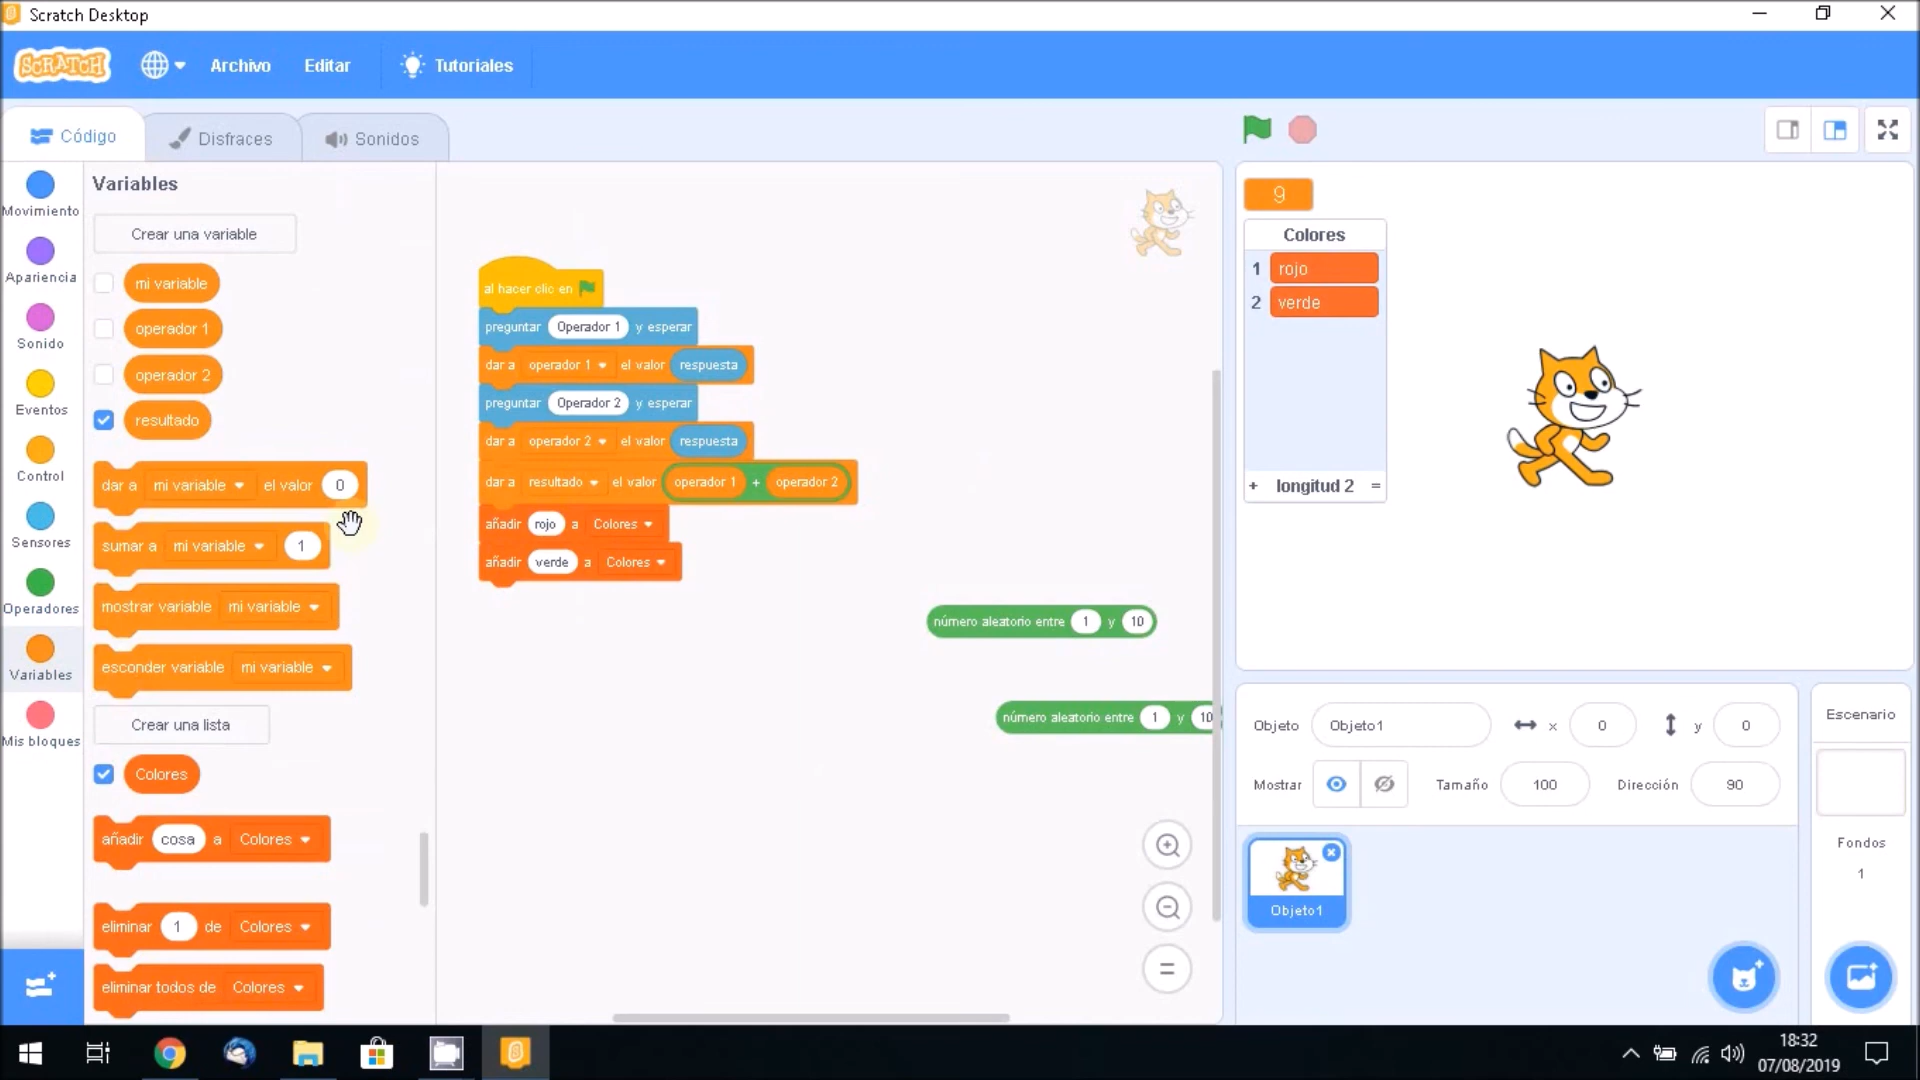 Scratch Desktop
SCRATCH
Archivo
Editar
Tutoriales
Código
Disfraces
Sonidos
Movimiento
Apariencia
Sonido
Eventos
Control
Sensores
Operadores
Variables
Mis bloques
Variables
Crear una variable
mi variable
operador 1
operador 2
resultado
dar a mi variable el valor 0
sumar a mi variable 1
mostrar variable mi variable
esconder variable mi variable
Crear una lista
Colores
añadir cosa a Colores
eliminar 1 de Colores
eliminar todos de Colores
al hacer clic en
preguntar Operador 1 y esperar
dar a operador 1 el valor respuesta
preguntar Operador 2 y esperar
dar a operador 2 el valor respuesta
dar a resultado el valor operador 1 + operador 2
añadir rojo a Colores
añadir verde a Colores
número aleatorio entre 1 y 10
número aleatorio entre 1 y 10
9
Colores
1 rojo
2 verde
+ longitud 2 =
Objeto Objeto1 x 0 y 0
Mostrar Tamaño 100 Dirección 90
Objeto1
Escenario
Fondos
1
18:32
07/08/2019